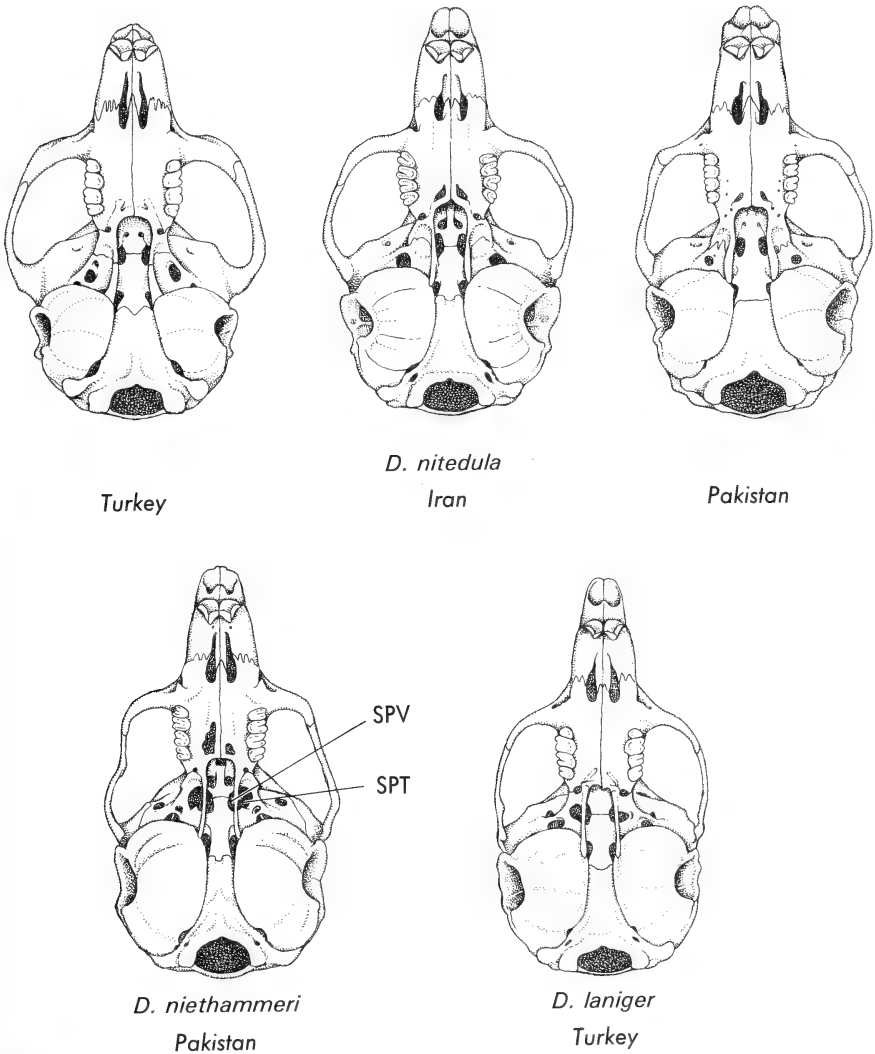 D. nitedula
Turkey
Iran
Pakistan
SPV
SPT
D. niethammeri
Pakistan
D. laniger
Turkey